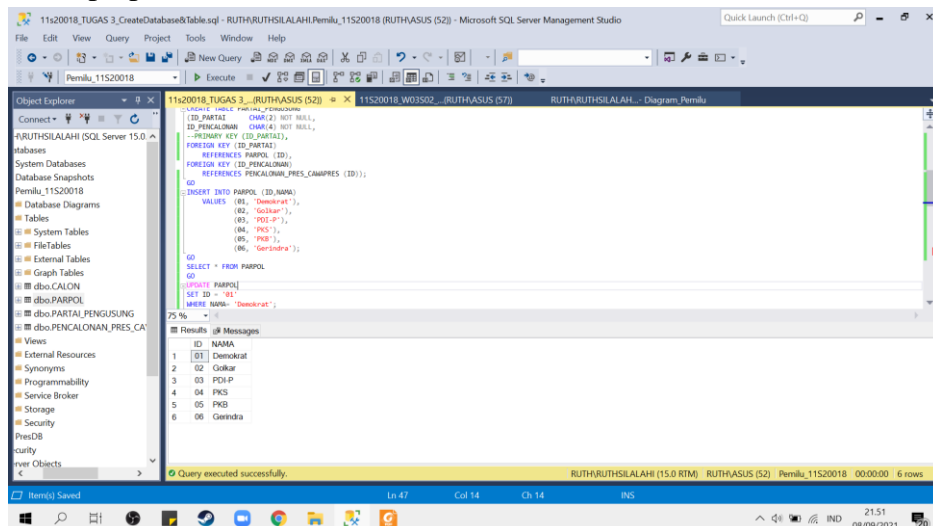 11s20018_TUGAS 3_CreateDatabase&Table.sql - RUTH\RUTHSILALAHI.Pemilu_11S20018 (RUTH\ASUS (52)) - Microsoft SQL Server Management Studio
Quick Launch (Ctrl+Q)
File Edit View Query Project Tools Window Help
New Query
Pemilu_11S20018
Execute
Object Explorer
Connect
H\RUTHSILALAHI (SQL Server 15.0.
atabases
System Databases
Database Snapshots
Pemilu_11S20018
Database Diagrams
Tables
System Tables
FileTables
External Tables
Graph Tables
dbo.CALON
dbo.PARPOL
dbo.PARTAI_PENGUSUNG
dbo.PENCALONAN_PRES_CA
Views
External Resources
Synonyms
Programmability
Service Broker
Storage
Security
PresDB
ecurity
erver Objects
11s20018_TUGAS 3_...(RUTH\ASUS (52))
11S20018_W03S02_...(RUTH\ASUS (57))
RUTH\RUTHSILALAH...- Diagram_Pemilu
CREATE TABLE PARTAI_PENGUSUNG
(ID_PARTAI CHAR(2) NOT NULL,
ID_PENCALONAN CHAR(4) NOT NULL,
--PRIMARY KEY (ID_PARTAI),
FOREIGN KEY (ID_PARTAI)
REFERENCES PARPOL (ID),
FOREIGN KEY (ID_PENCALONAN)
REFERENCES PENCALONAN_PRES_CAWAPRES (ID));
GO
INSERT INTO PARPOL (ID,NAMA)
VALUES (01, 'Demokrat'),
(02, 'Golkar'),
(03, 'PDI-P'),
(04, 'PKS'),
(05, 'PKB'),
(06, 'Gerindra');
GO
SELECT * FROM PARPOL
GO
UPDATE PARPOL
SET ID = '01'
WHERE NAMA= 'Demokrat';
75 %
Results Messages
ID NAMA
1 01 Demokrat
2 02 Golkar
3 03 PDI-P
4 04 PKS
5 05 PKB
6 06 Gerindra
Query executed successfully.
RUTH\RUTHSILALAHI (15.0 RTM) RUTH\ASUS (52) Pemilu_11S20018 00:00:00 6 rows
Item(s) Saved
Ln 47 Col 14 Ch 14 INS
IND
21.51
08/09/2021
20